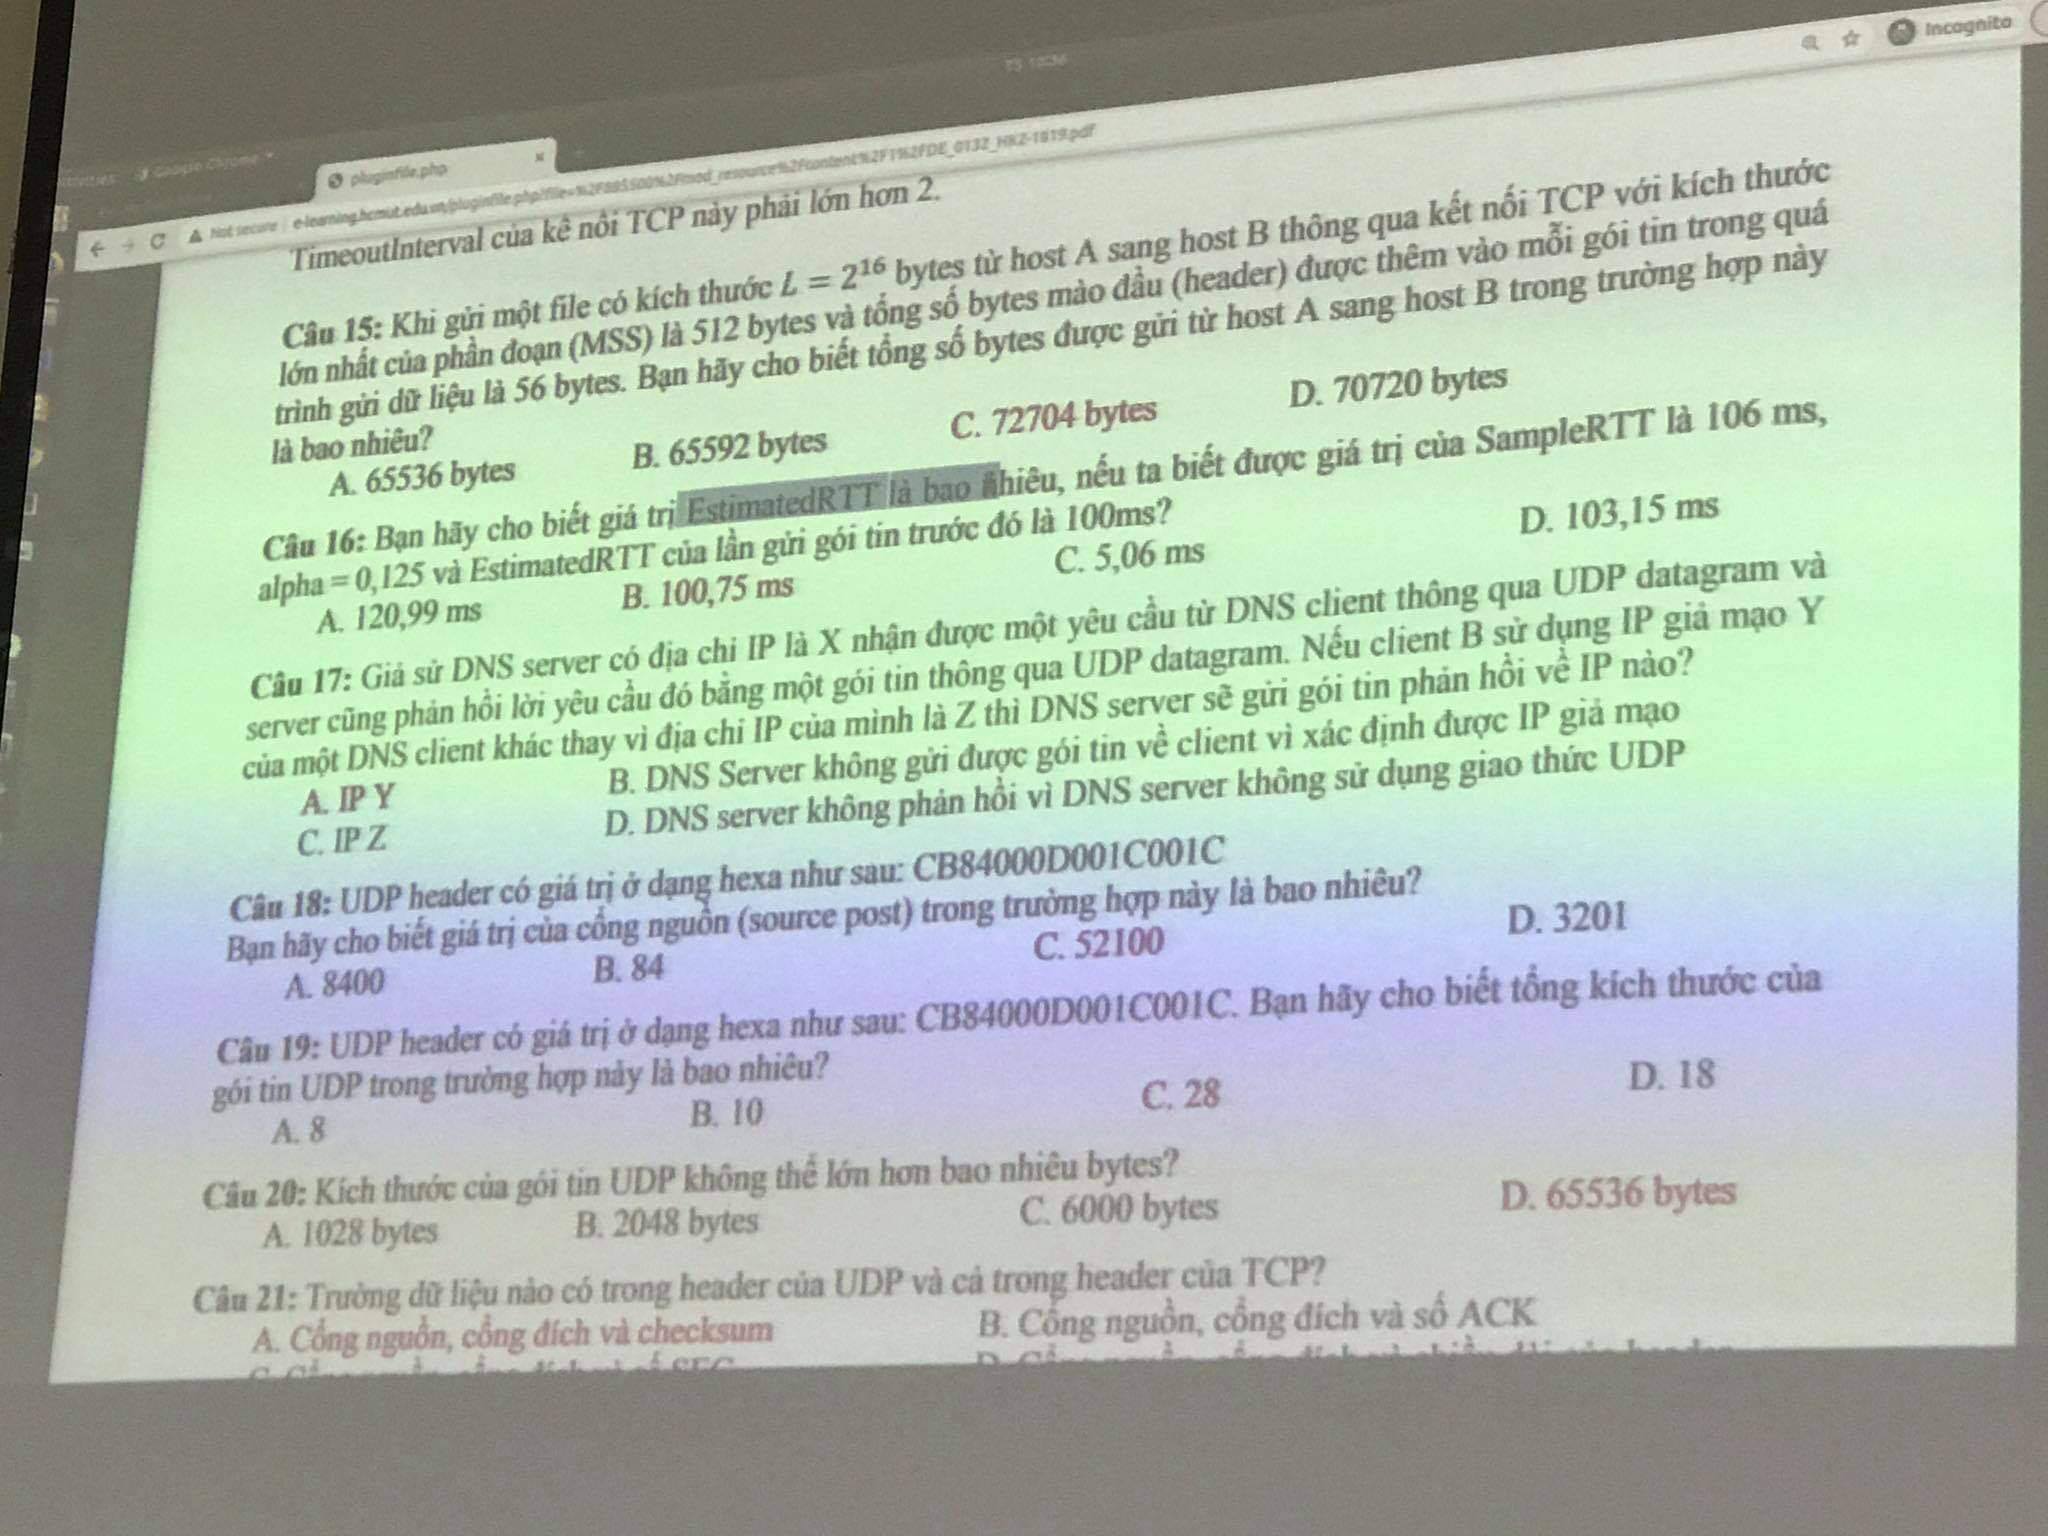 Incognito
Google Chrome
pluginfile.php
Not secure | e-learning.hcmut.edu.vn/pluginfile.php?file=%2F885500%2Fmod_resource%2Fcontent%2F1%2FDE_0132_HK2-1819.pdf
TimeoutInterval của kê nôi TCP này phải lớn hơn 2.
Câu 15: Khi gửi một file có kích thước L = 2¹⁶ bytes từ host A sang host B thông qua kết nối TCP với kích thước
lớn nhất của phần đoạn (MSS) là 512 bytes và tổng số bytes mào đầu (header) được thêm vào mỗi gói tin trong quá
trình gửi dữ liệu là 56 bytes. Bạn hãy cho biết tổng số bytes được gửi từ host A sang host B trong trường hợp này
là bao nhiêu?
A. 65536 bytes B. 65592 bytes C. 72704 bytes D. 70720 bytes
Câu 16: Bạn hãy cho biết giá trị EstimatedRTT là bao nhiêu, nếu ta biết được giá trị của SampleRTT là 106 ms,
alpha = 0,125 và EstimatedRTT của lần gửi gói tin trước đó là 100ms?
A. 120,99 ms B. 100,75 ms C. 5,06 ms D. 103,15 ms
Câu 17: Giả sử DNS server có địa chỉ IP là X nhận được một yêu cầu từ DNS client thông qua UDP datagram và
server cũng phản hồi lời yêu cầu đó bằng một gói tin thông qua UDP datagram. Nếu client B sử dụng IP giả mạo Y
của một DNS client khác thay vì địa chỉ IP của mình là Z thì DNS server sẽ gửi gói tin phản hồi về IP nào?
A. IP Y B. DNS Server không gửi được gói tin về client vì xác định được IP giả mạo
C. IP Z D. DNS server không phản hồi vì DNS server không sử dụng giao thức UDP
Câu 18: UDP header có giá trị ở dạng hexa như sau: CB84000D001C001C
Bạn hãy cho biết giá trị của cổng nguồn (source post) trong trường hợp này là bao nhiêu?
A. 8400 B. 84 C. 52100 D. 3201
Câu 19: UDP header có giá trị ở dạng hexa như sau: CB84000D001C001C. Bạn hãy cho biết tổng kích thước của
gói tin UDP trong trường hợp này là bao nhiêu?
A. 8 B. 10 C. 28 D. 18
Câu 20: Kích thước của gói tin UDP không thể lớn hơn bao nhiêu bytes?
A. 1028 bytes B. 2048 bytes C. 6000 bytes D. 65536 bytes
Câu 21: Trường dữ liệu nào có trong header của UDP và cả trong header của TCP?
A. Cổng nguồn, cổng đích và checksum B. Cổng nguồn, cổng đích và số ACK